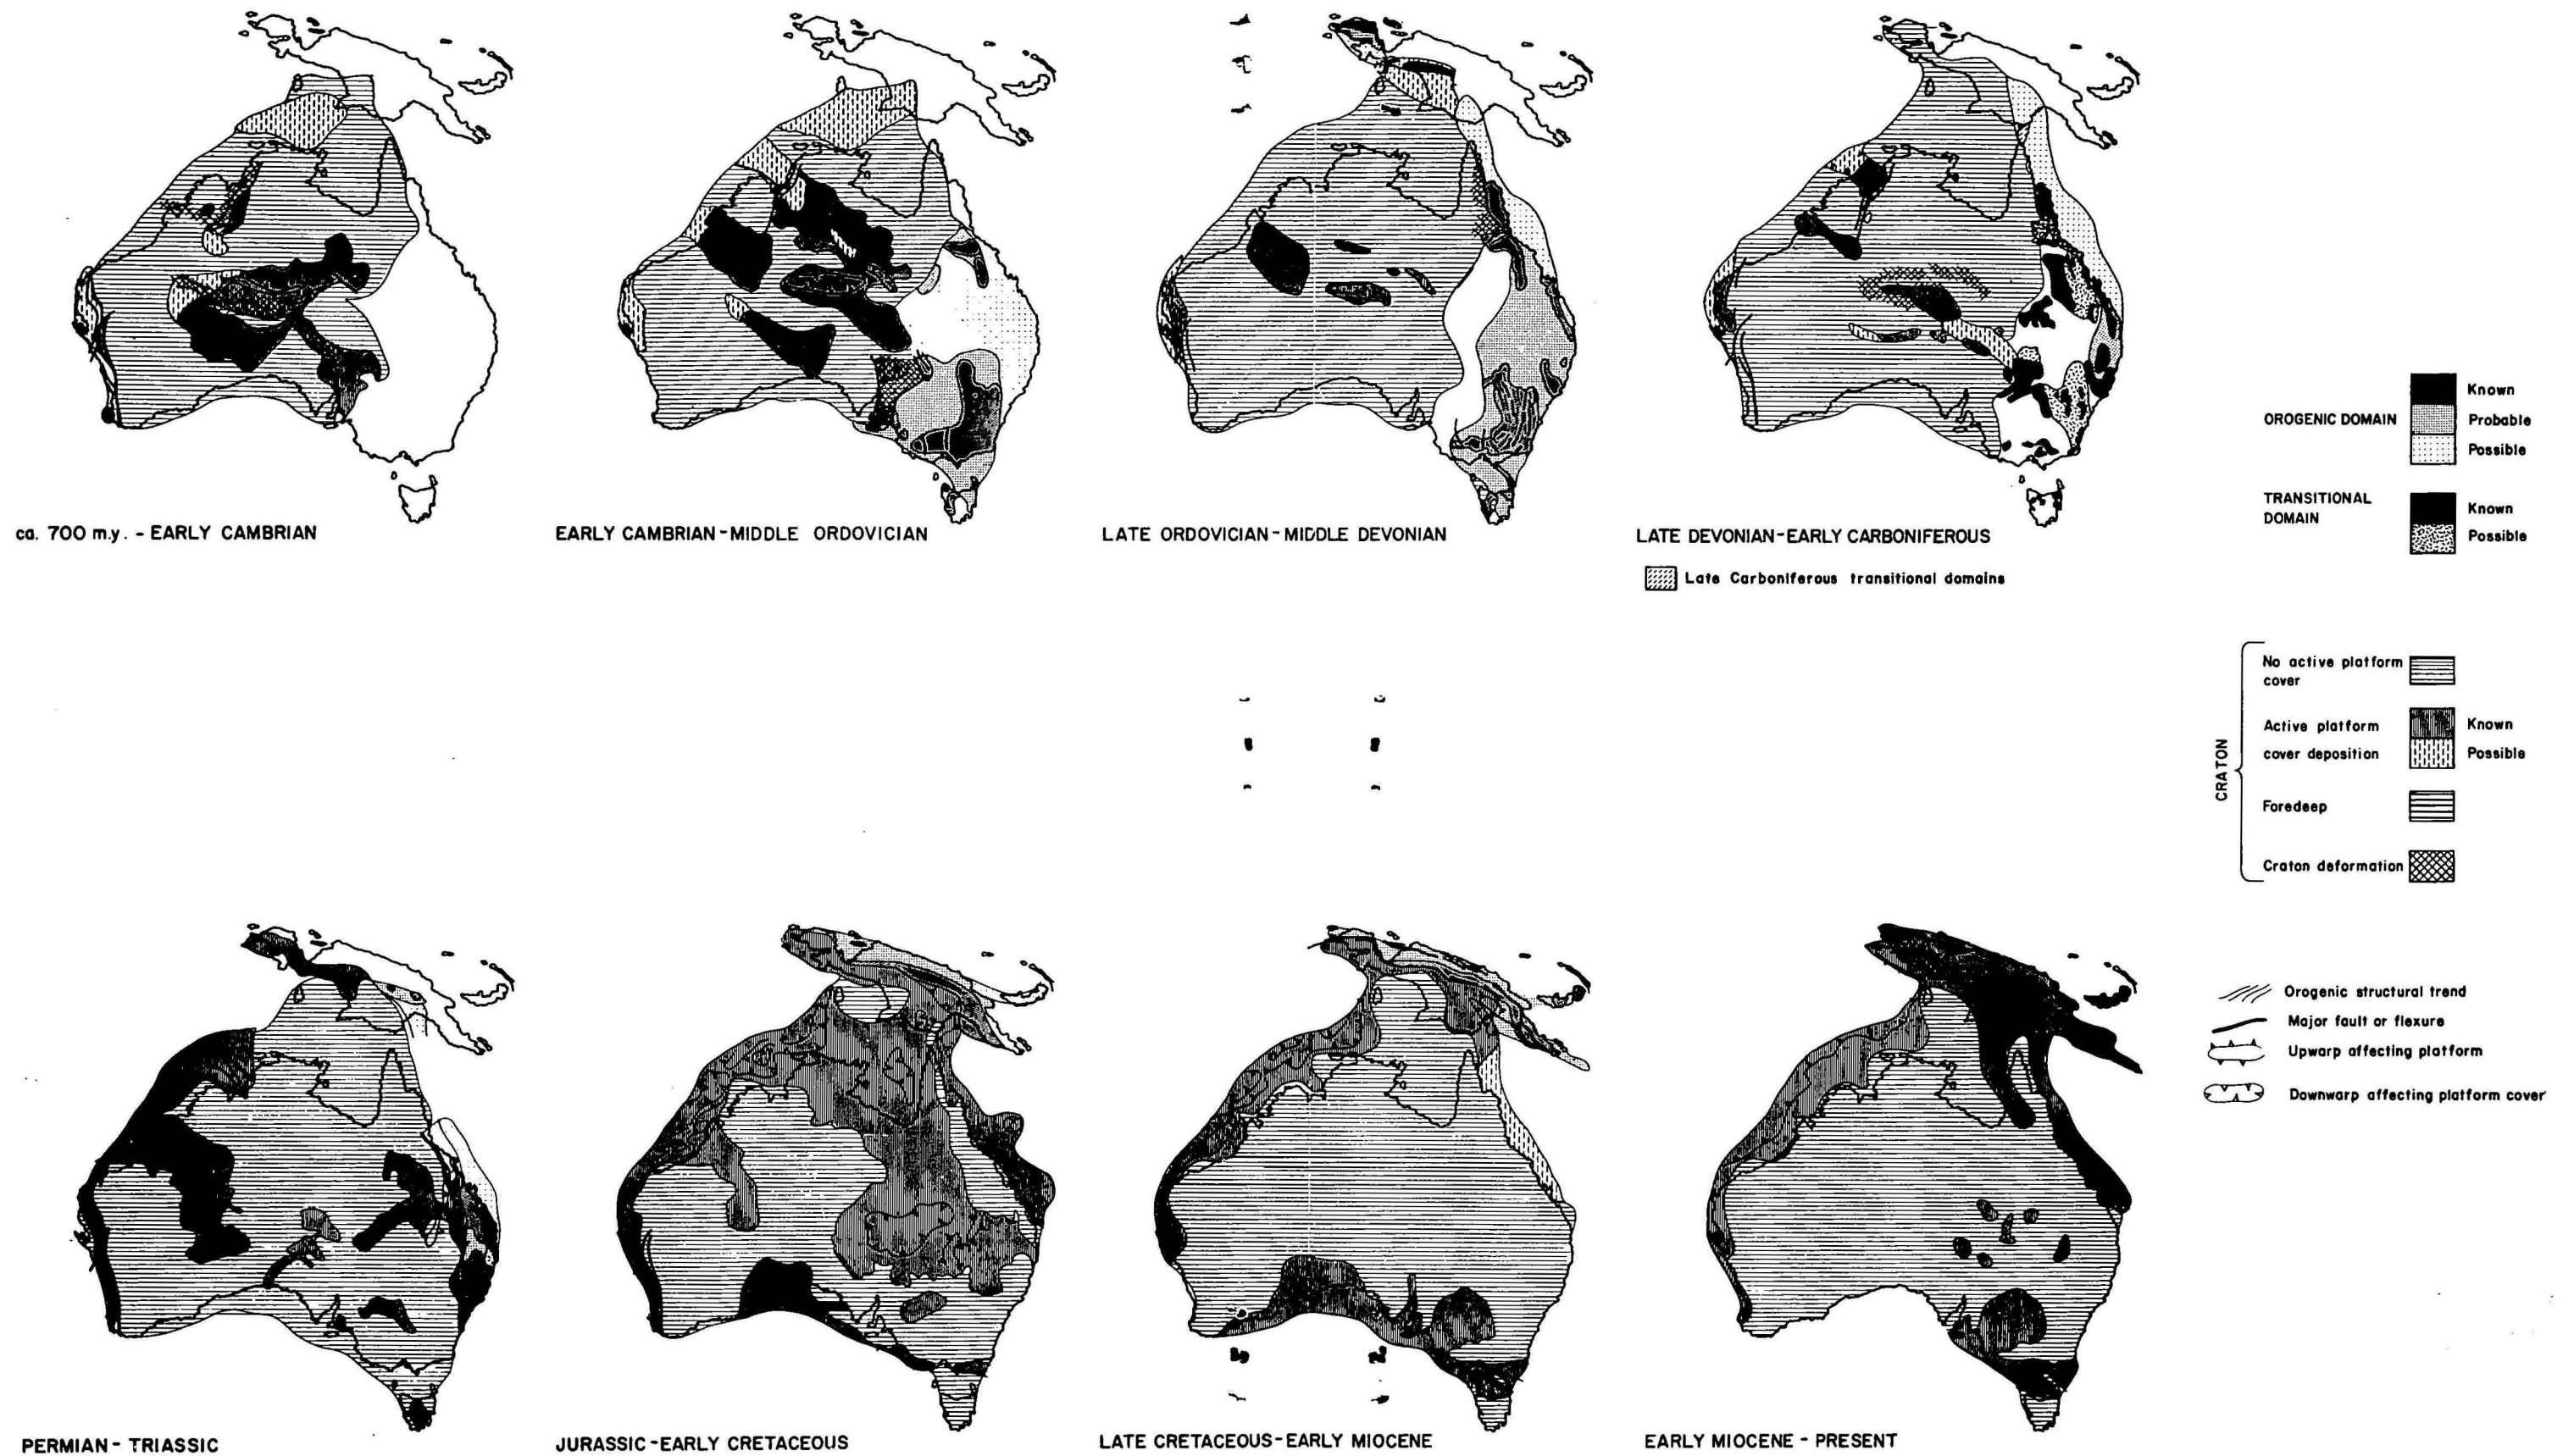 ca. 700 m.y. - EARLY CAMBRIAN
EARLY CAMBRIAN - MIDDLE ORDOVICIAN
LATE ORDOVICIAN - MIDDLE DEVONIAN
LATE DEVONIAN - EARLY CARBONIFEROUS
Late Carboniferous transitional domains
OROGENIC DOMAIN
Known
Probable
Possible
TRANSITIONAL
DOMAIN
Known
Possible
CRATON
No active platform
cover
Active platform
cover deposition
Known
Possible
Foredeep
Craton deformation
Orogenic structural trend
Major fault or flexure
Upwarp affecting platform
Downwarp affecting platform cover
PERMIAN - TRIASSIC
JURASSIC - EARLY CRETACEOUS
LATE CRETACEOUS - EARLY MIOCENE
EARLY MIOCENE - PRESENT